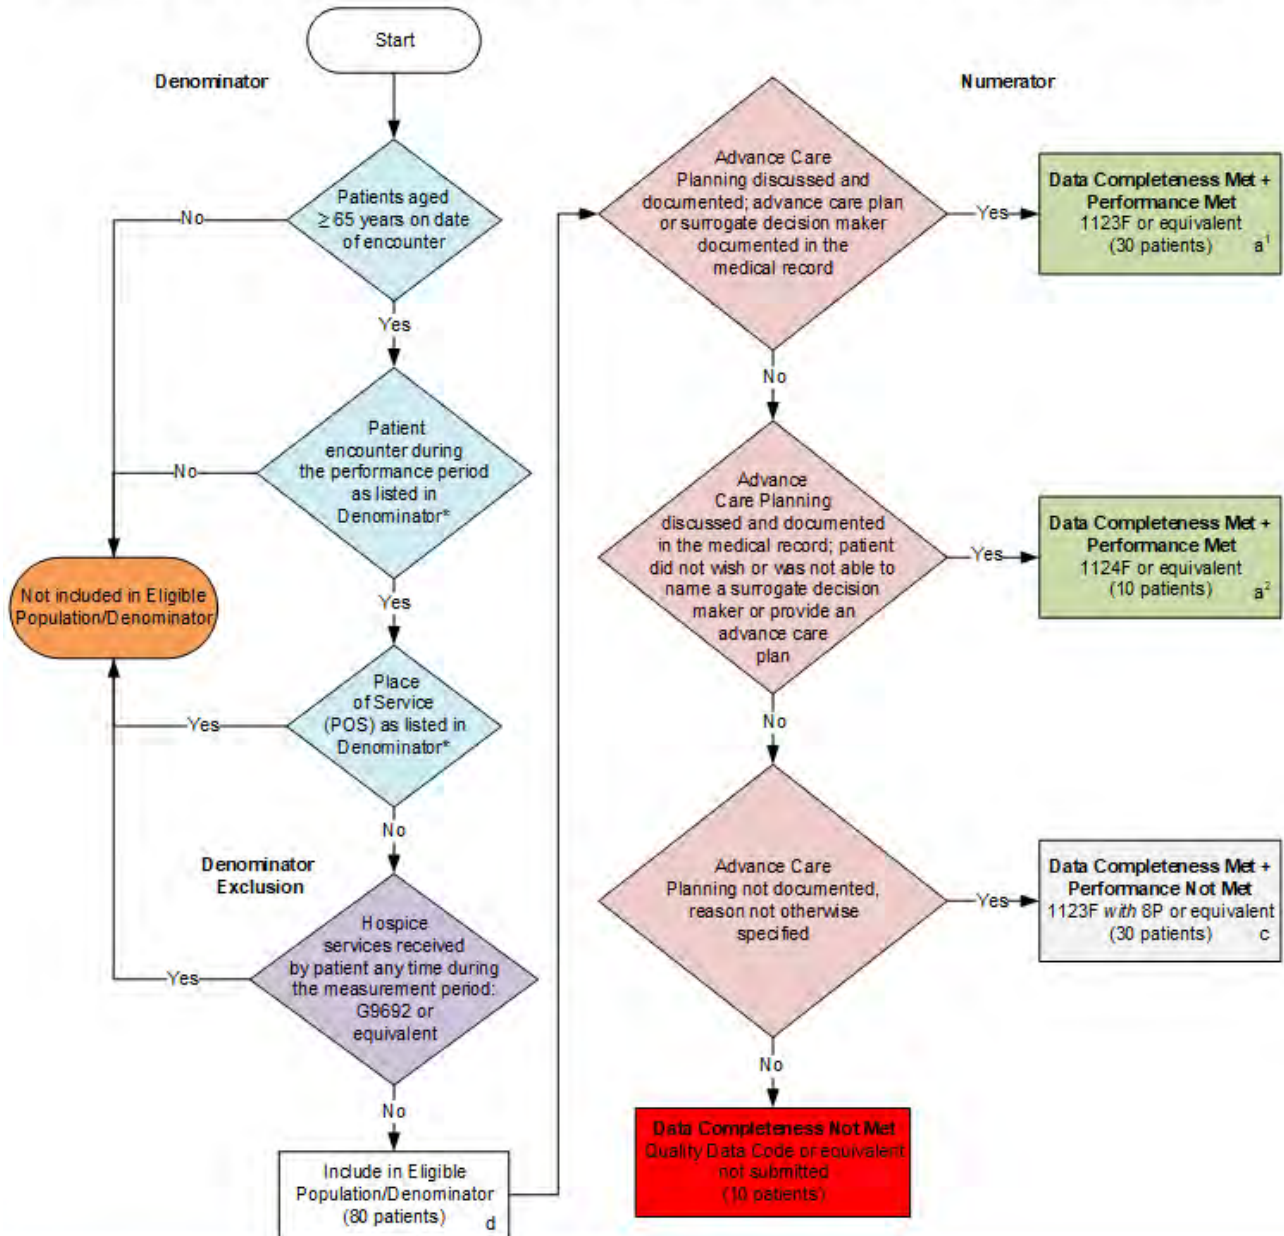 Start
Denominator
Patients aged
≥ 65 years on date
of encounter
No
Yes
Patient
encounter during
the performance period
as listed in
Denominator*
No
Yes
Not included in Eligible
Population/Denominator
Place
of Service
(POS) as listed in
Denominator*
Yes
No
Denominator
Exclusion
Hospice
services received
by patient any time during
the measurement period:
G9692 or
equivalent
Yes
No
Include in Eligible
Population/Denominator
(80 patients)
d
Numerator
Advance Care
Planning discussed and
documented; advance care plan
or surrogate decision maker
documented in the
medical record
Yes
Data Completeness Met +
Performance Met
1123F or equivalent
(30 patients)
a¹
No
Advance
Care Planning
discussed and documented
in the medical record; patient
did not wish or was not able to
name a surrogate decision
maker or provide an
advance care
plan
Yes
Data Completeness Met +
Performance Met
1124F or equivalent
(10 patients)
a²
No
Advance Care
Planning not documented,
reason not otherwise
specified
Yes
Data Completeness Met +
Performance Not Met
1123F with 8P or equivalent
(30 patients)
c
No
Data Completeness Not Met
Quality Data Code or equivalent
not submitted
(10 patients)